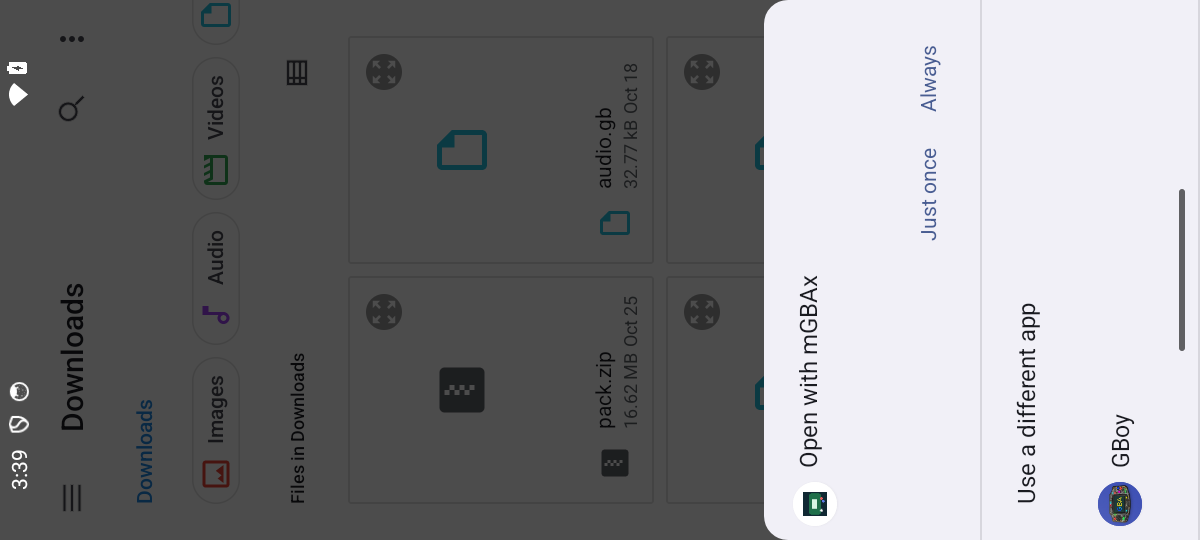 3:39
Downloads
Downloads
Images
Audio
Videos
Files in Downloads
pack.zip
16.62 MB Oct 25
audio.gb
32.77 kB Oct 18
Open with mGBAx
Just once
Always
Use a different app
GBoy